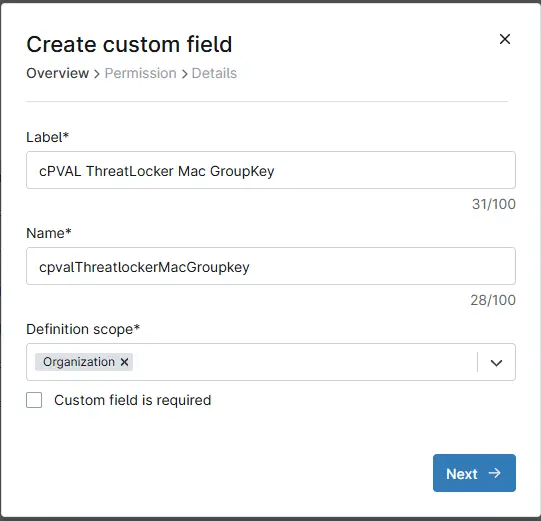 Create custom field
Overview > Permission > Details
Label*
cPVAL ThreatLocker Mac GroupKey
31/100
Name*
cpvalThreatlockerMacGroupkey
28/100
Definition scope*
Organization
Custom field is required
Next